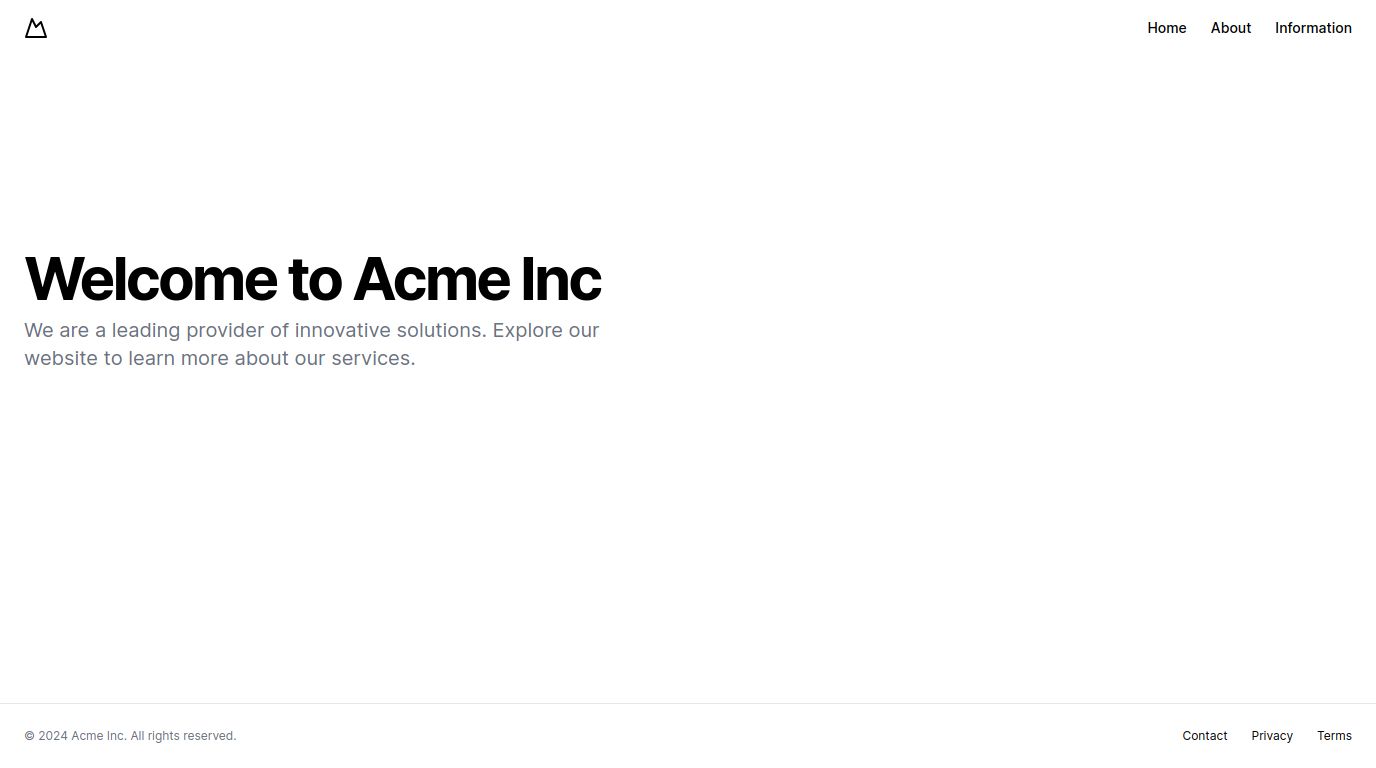 Home About Information
Welcome to Acme Inc
We are a leading provider of innovative solutions. Explore our
website to learn more about our services.
© 2024 Acme Inc. All rights reserved.
Contact Privacy Terms